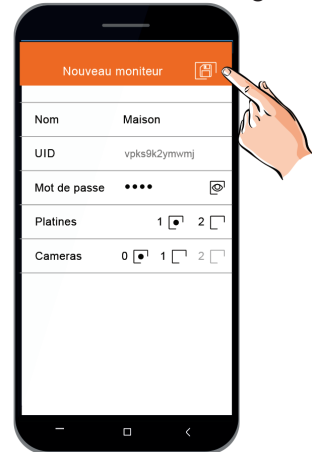 Nouveau moniteur
Nom Maison
UID vpks9k2ymwmj
Mot de passe ••••
Platines 1 2
Cameras 0 1 2